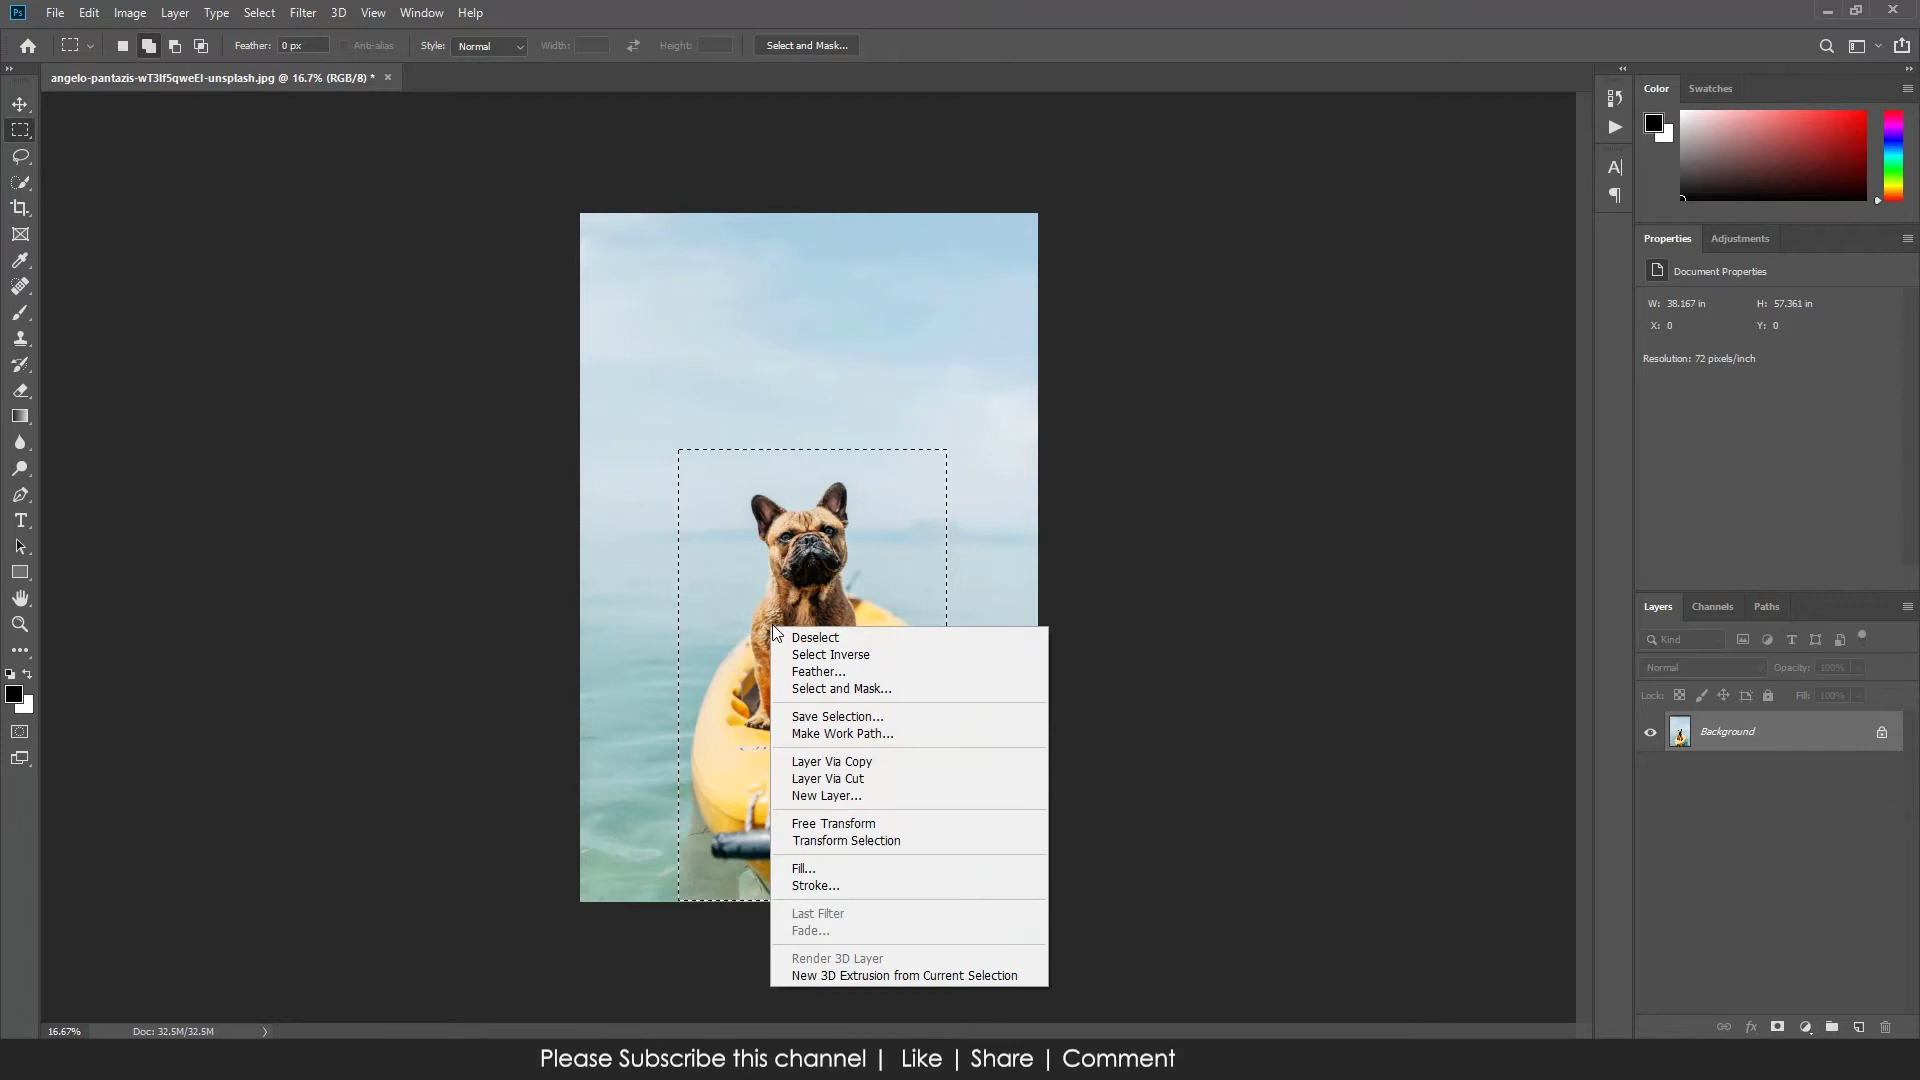 Ps File Edit Image Layer Type Select Filter 3D View Window Help
Feather: 0 px Anti-alias Style: Normal Width: Height: Select and Mask...
angelo-pantazis-wT3If5qweEI-unsplash.jpg @ 16.7% (RGB/8) *
Color Swatches
Properties Adjustments
Document Properties
W: 38.167 in H: 57.361 in
X: 0 Y: 0
Resolution: 72 pixels/inch
Deselect
Select Inverse
Feather...
Select and Mask...
Save Selection...
Make Work Path...
Layer Via Copy
Layer Via Cut
New Layer...
Free Transform
Transform Selection
Fill...
Stroke...
Last Filter
Fade...
Render 3D Layer
New 3D Extrusion from Current Selection
Layers Channels Paths
Kind
Normal Opacity: 100%
Lock: Fill: 100%
Background
16.67% Doc: 32.5M/32.5M
Please Subscribe this channel | Like | Share | Comment